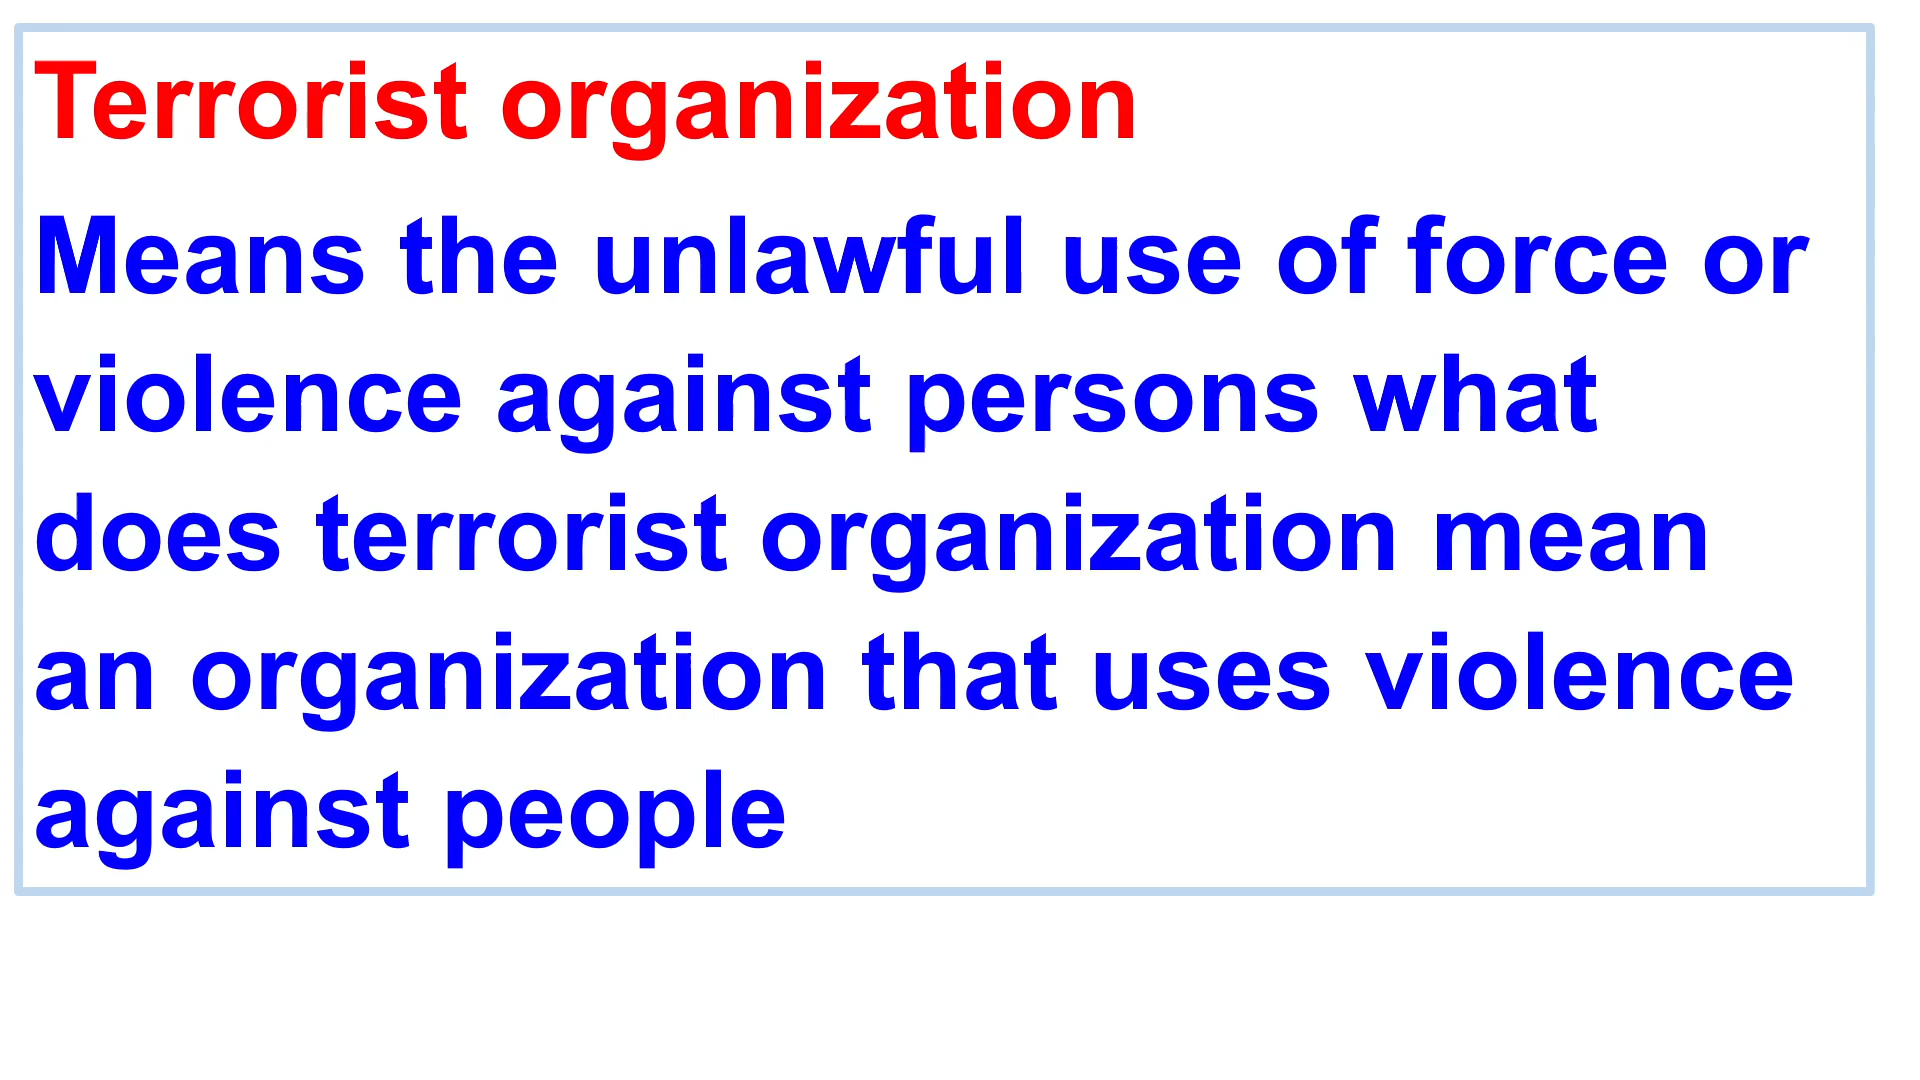 Terrorist organization
Means the unlawful use of force or
violence against persons what
does terrorist organization mean
an organization that uses violence
against people